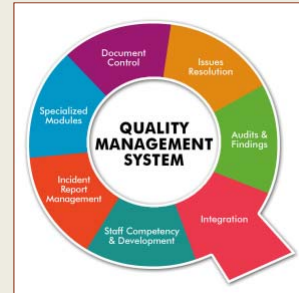 Document
Control
Issues
Resolution
Specialized
Modules
QUALITY
MANAGEMENT
SYSTEM
Audits &
Findings
Incident
Report
Management
Integration
Staff Competency
& Development